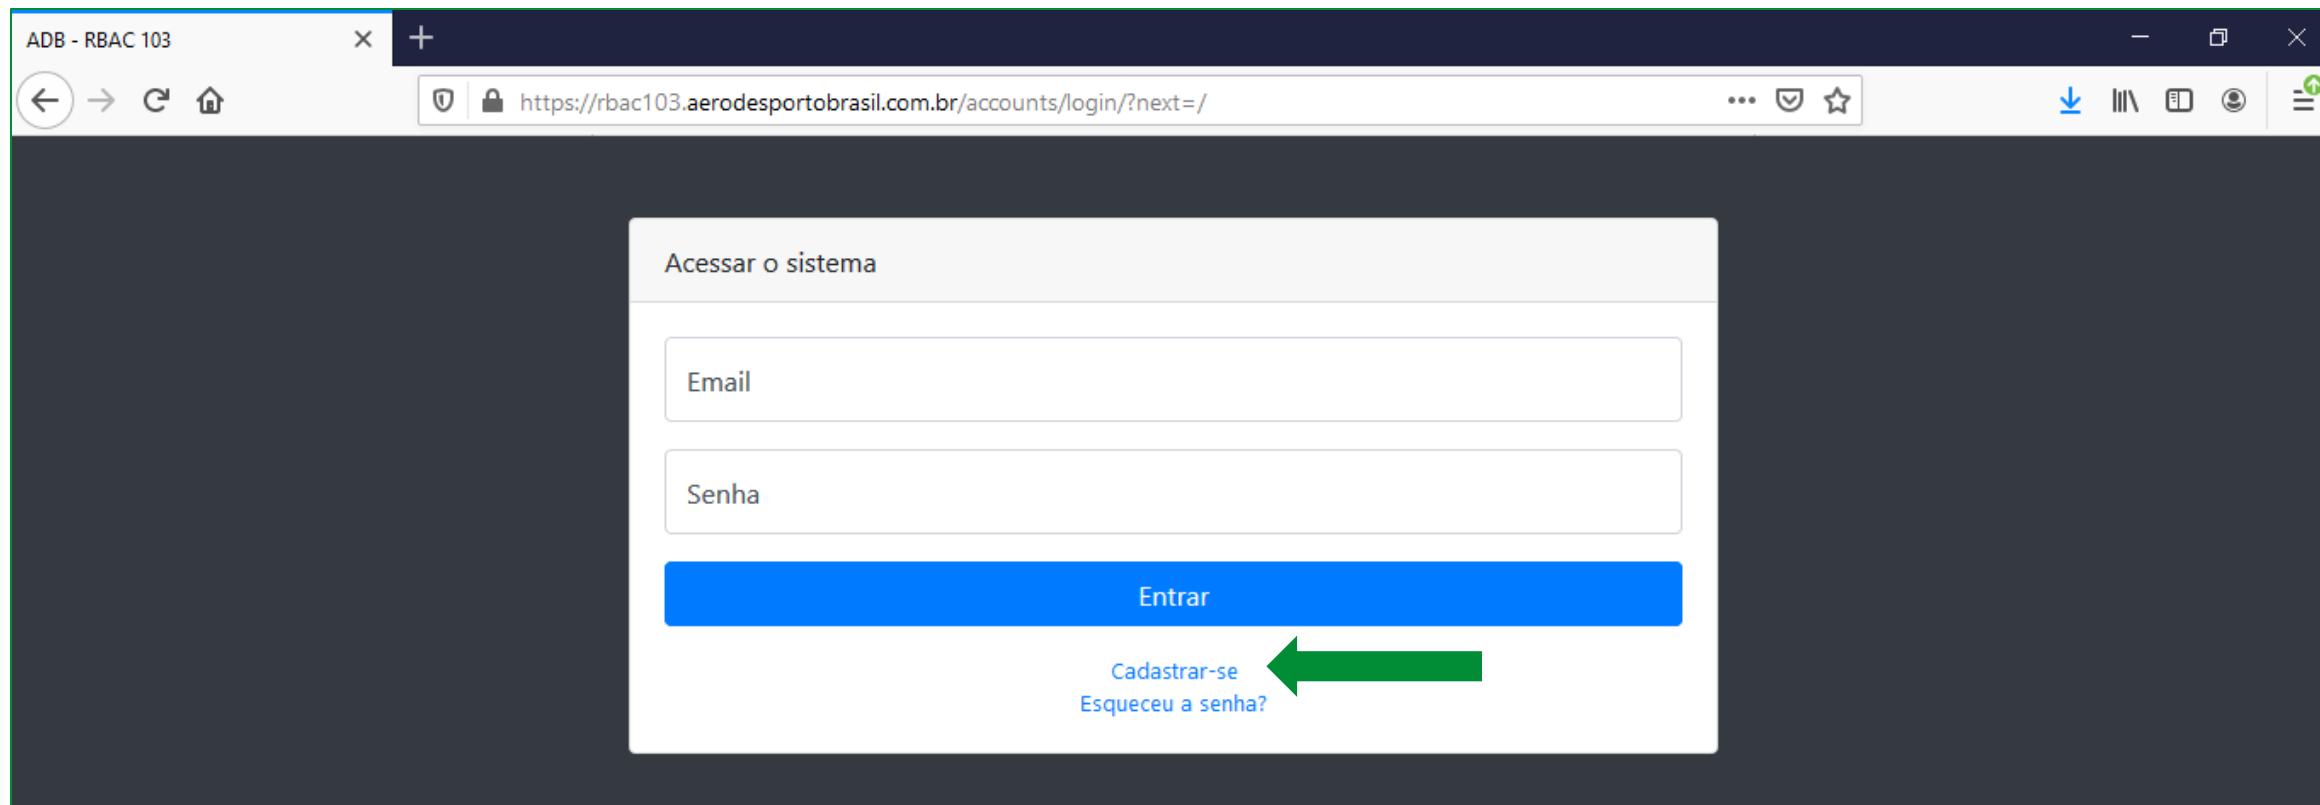 ADB - RBAC 103
https://rbac103.aerodesportobrasil.com.br/accounts/login/?next=/
Acessar o sistema
Email
Senha
Entrar
Cadastrar-se
Esqueceu a senha?